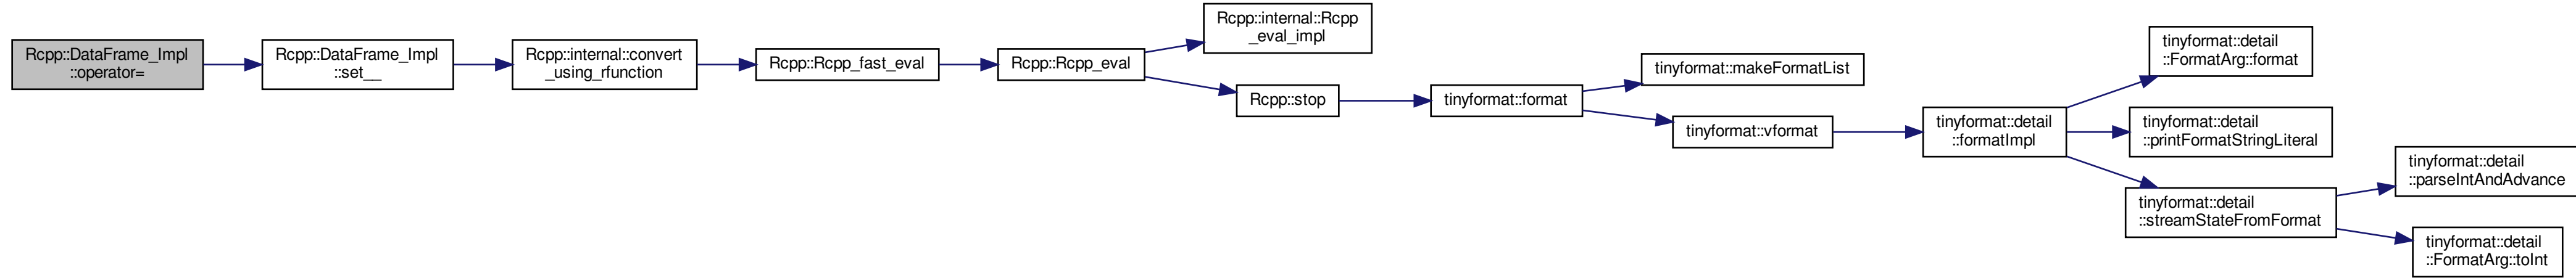 Rcpp::DataFrame_Impl
::operator=
Rcpp::DataFrame_Impl
::set__
Rcpp::internal::convert
_using_rfunction
Rcpp::Rcpp_fast_eval
Rcpp::Rcpp_eval
Rcpp::internal::Rcpp
_eval_impl
Rcpp::stop
tinyformat::format
tinyformat::makeFormatList
tinyformat::vformat
tinyformat::detail
::formatImpl
tinyformat::detail
::FormatArg::format
tinyformat::detail
::printFormatStringLiteral
tinyformat::detail
::streamStateFromFormat
tinyformat::detail
::parseIntAndAdvance
tinyformat::detail
::FormatArg::toInt